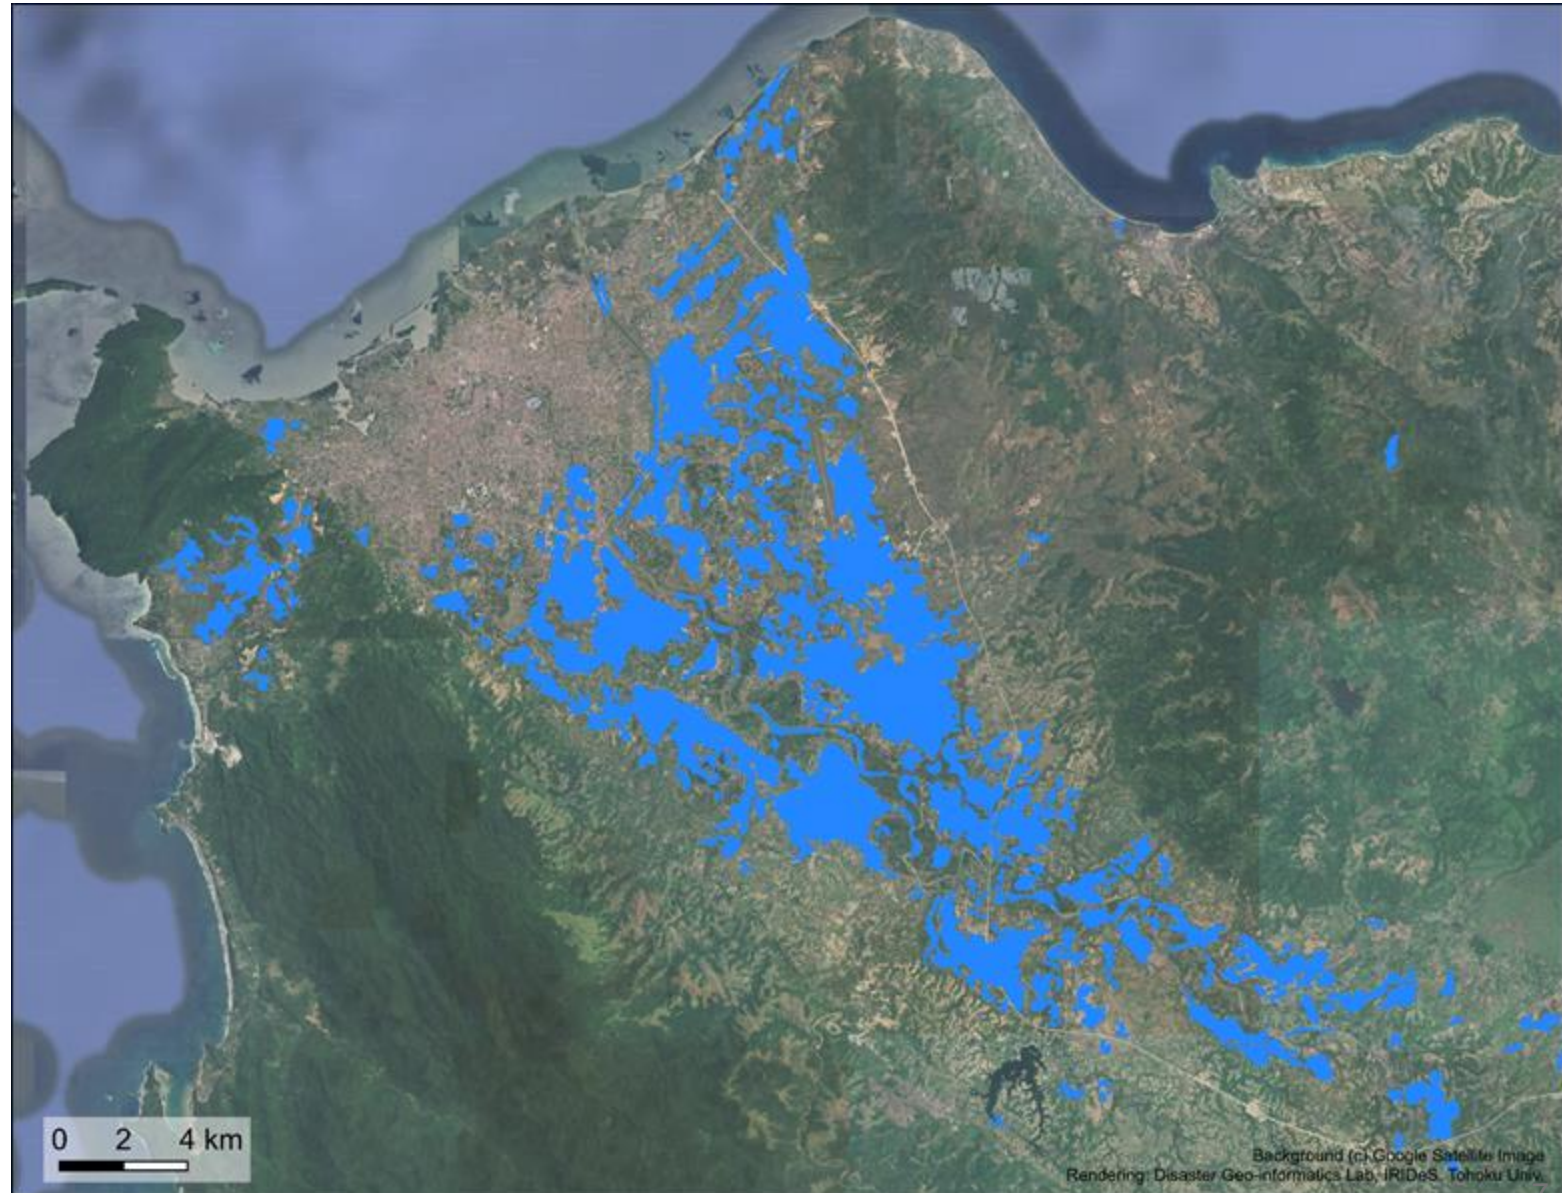 0 2 4 km
Background (c) Google Satellite Image
Rendering: Disaster Geo-informatics Lab, IRIDeS, Tohoku Univ.